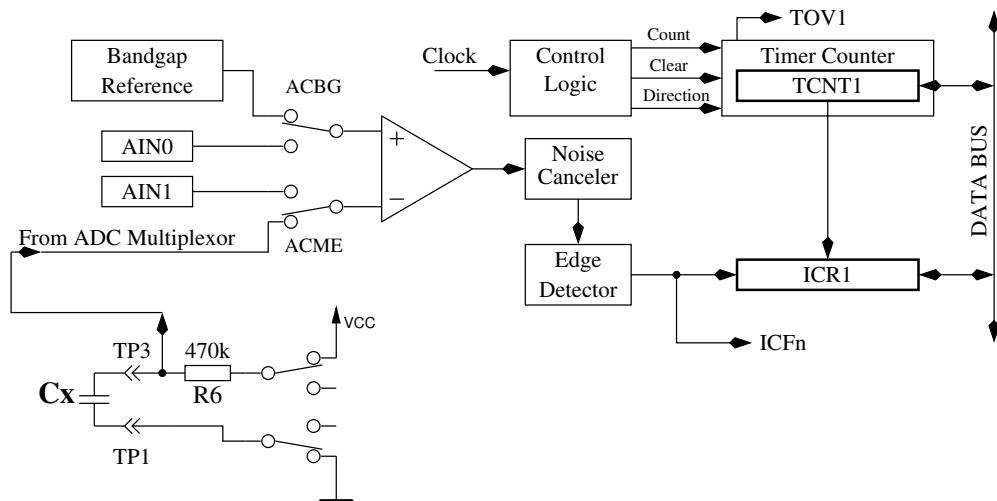 TOV1
Bandgap
Reference
ACBG
Clock
Control
Logic
Count
Clear
Direction
Timer Counter
TCNT1
AIN0
AIN1
+
−
Noise
Canceler
DATA BUS
From ADC Multiplexor
ACME
Edge
Detector
ICR1
ICFn
VCC
TP3
470k
R6
Cx
TP1